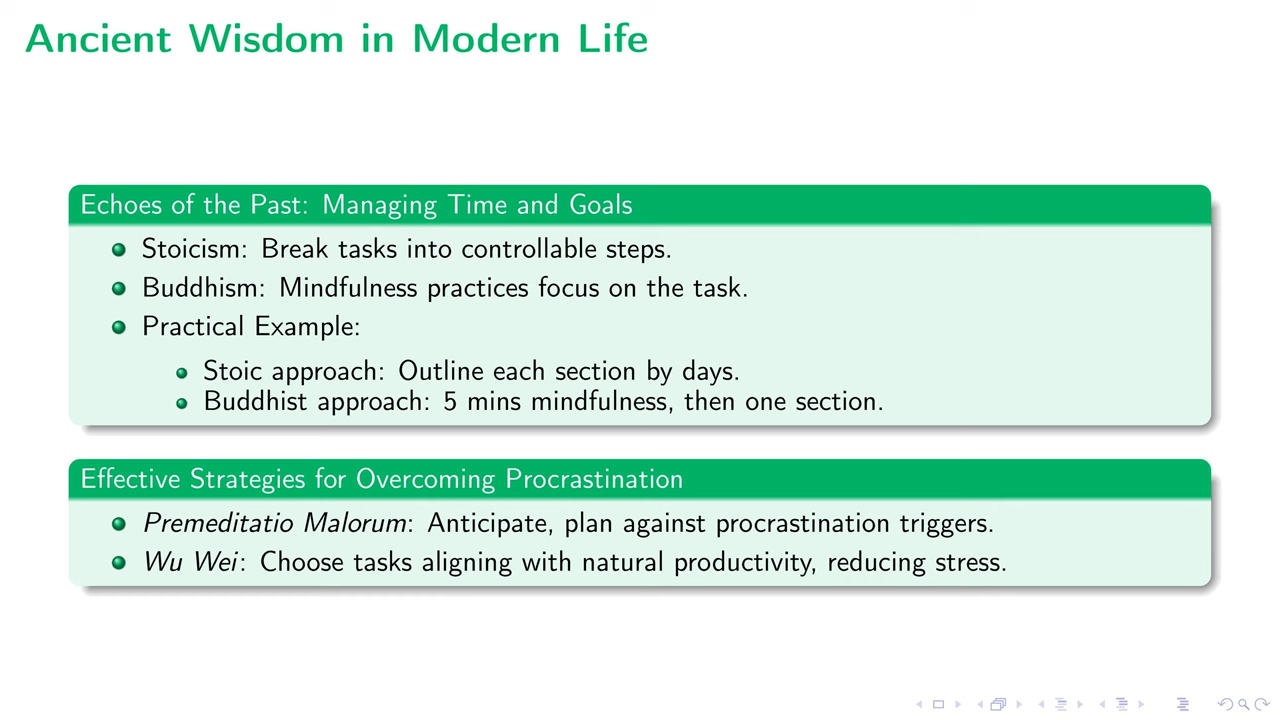 Ancient Wisdom in Modern Life
Echoes of the Past: Managing Time and Goals
Stoicism: Break tasks into controllable steps.
Buddhism: Mindfulness practices focus on the task.
Practical Example:
Stoic approach: Outline each section by days.
Buddhist approach: 5 mins mindfulness, then one section.
Effective Strategies for Overcoming Procrastination
Premeditatio Malorum: Anticipate, plan against procrastination triggers.
Wu Wei: Choose tasks aligning with natural productivity, reducing stress.